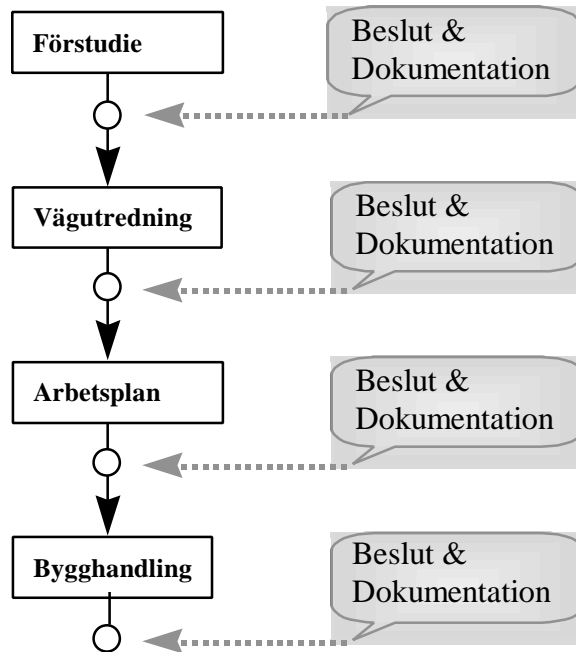 Förstudie
Beslut &
Dokumentation
Vägutredning
Beslut &
Dokumentation
Arbetsplan
Beslut &
Dokumentation
Bygghandling
Beslut &
Dokumentation